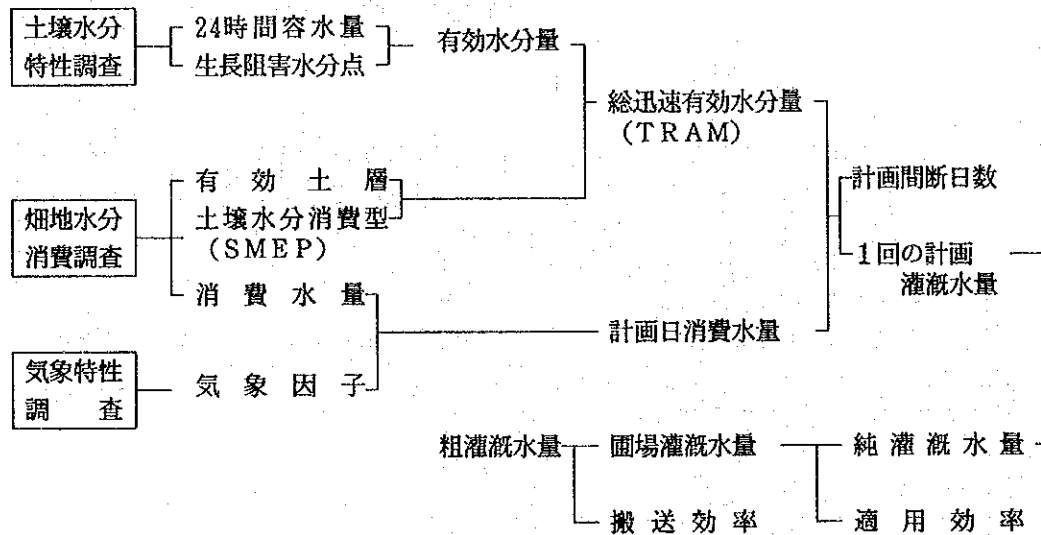 土壌水分
特性調査
24時間容水量
生長阻害水分点
有効水分量
総迅速有効水分量
(TRAM)
畑地水分
消費調査
有効土層
土壌水分消費型
(SMEP)
消費水量
計画間断日数
1回の計画
灌漑水量
計画日消費水量
気象特性
調査
気象因子
粗灌漑水量
圃場灌漑水量
純灌漑水量
搬送効率
適用効率